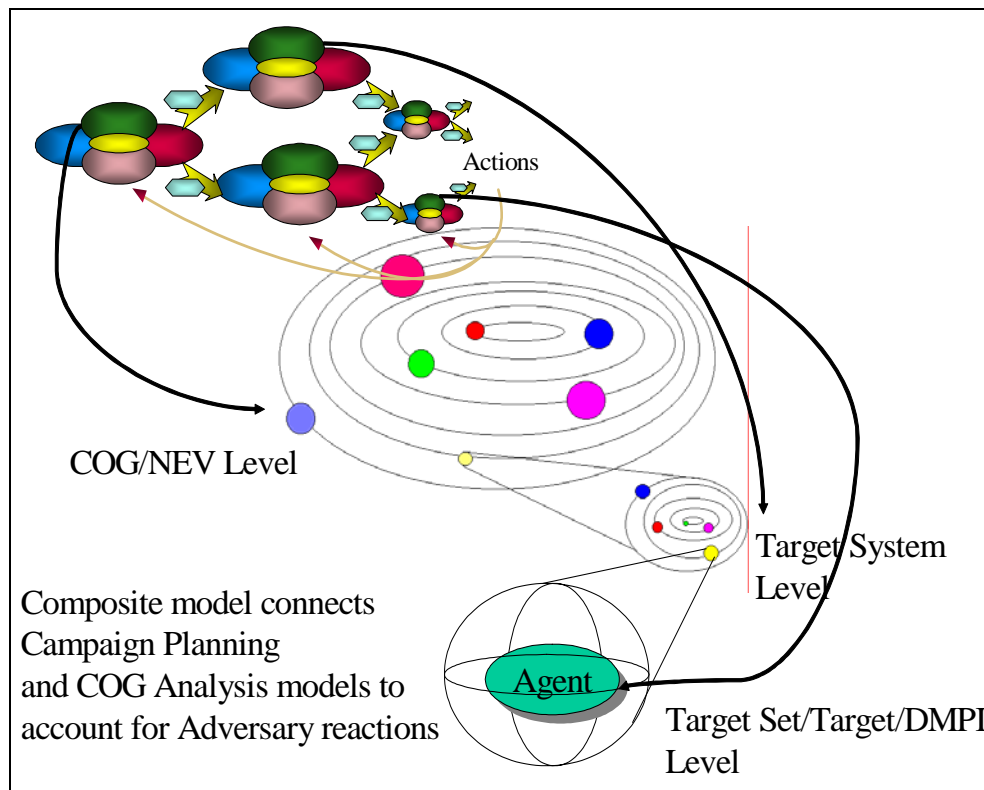 Actions
COG/NEV Level
Target System
Level
Composite model connects
Campaign Planning
and COG Analysis models to
account for Adversary reactions
Agent
Target Set/Target/DMPI
Level